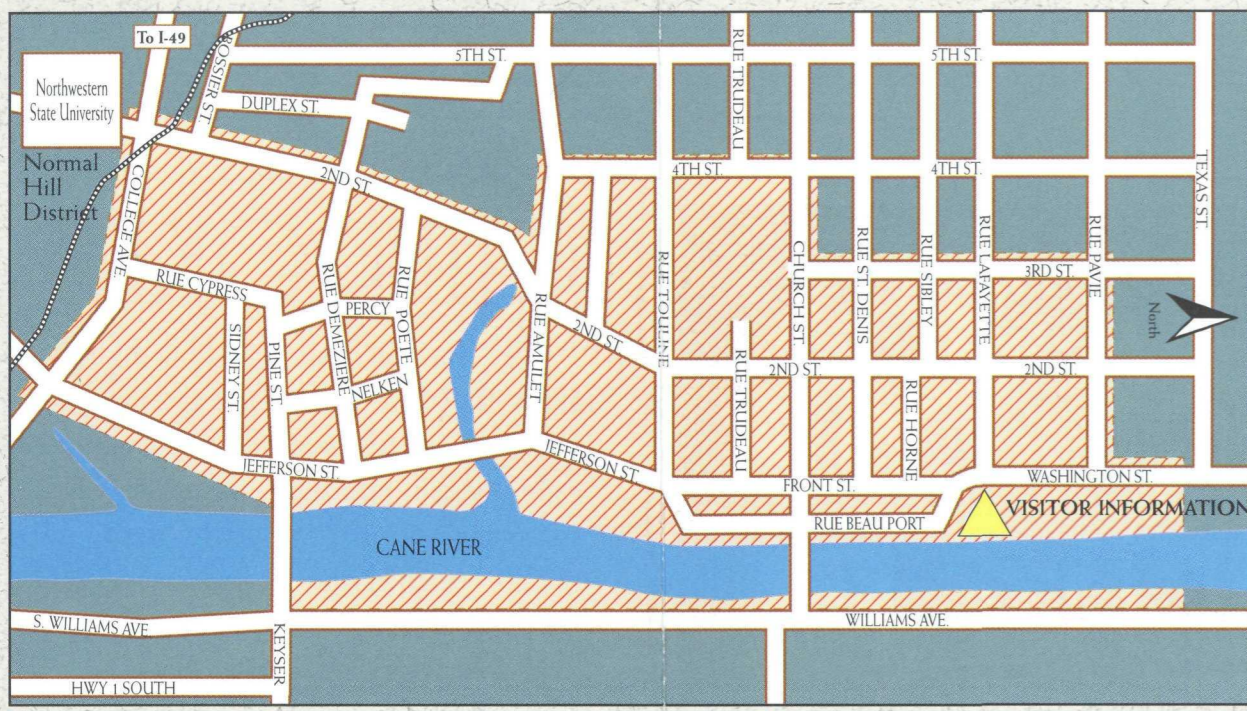 To I-49
BOSSIER ST.
5TH ST.
RUE TRUDEAU
5TH ST.
Northwestern
State University
DUPLEX ST.
Normal
Hill
District
COLLEGE AVE.
2ND ST.
4TH ST.
4TH ST.
TEXAS ST.
RUE CYPRESS
RUE DEMEZIERE
PERCY
RUE POETE
RUE AMULET
RUE TOULINE
CHURCH ST.
RUE ST. DENIS
RUE SIBLEY
RUE LAFAYETTE
3RD ST.
RUE PAVIE
North
SIDNEY ST.
PINE ST.
NELKEN
2ND ST.
RUE TRUDEAU
2ND ST.
RUE HORNE
2ND ST.
JEFFERSON ST.
JEFFERSON ST.
FRONT ST.
WASHINGTON ST.
RUE BEAU PORT
VISITOR INFORMATION
CANE RIVER
S. WILLIAMS AVE.
KEYSER
WILLIAMS AVE.
HWY 1 SOUTH